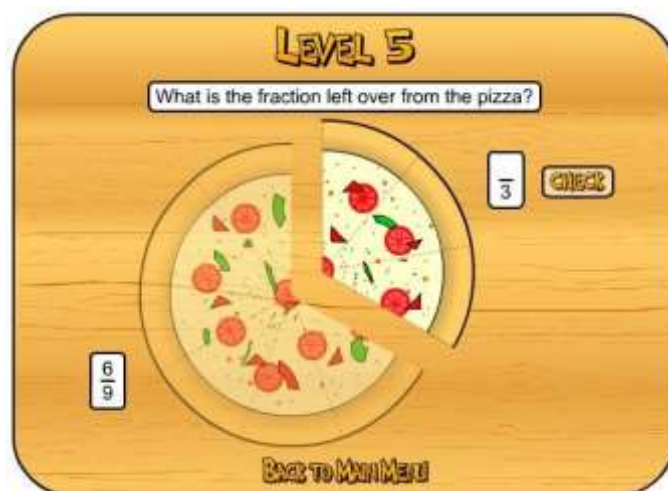 LEVEL 5
What is the fraction left over from the pizza?
3
CHECK
6
9
BACK TO MAIN MENU